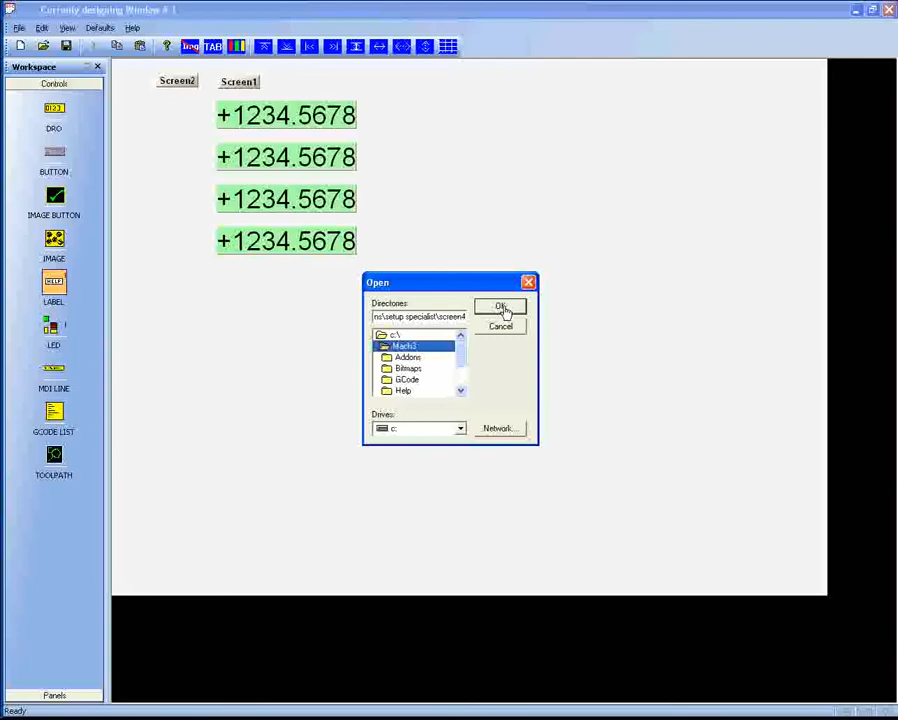 Currently designing Window # 1
File Edit View Defaults Help
Img TAB
Workspace
Controls
Screen2 Screen1
DRO
BUTTON
IMAGE BUTTON
IMAGE
HELP
LABEL
LED
MDI LINE
GCODE LIST
TOOLPATH
+1234.5678
+1234.5678
+1234.5678
+1234.5678
Open
Directories:
ns\setup specialist\screen4
OK
Cancel
c:\
Mach3
Addons
Bitmaps
GCode
Help
Drives:
c:
Network...
Panels
Ready